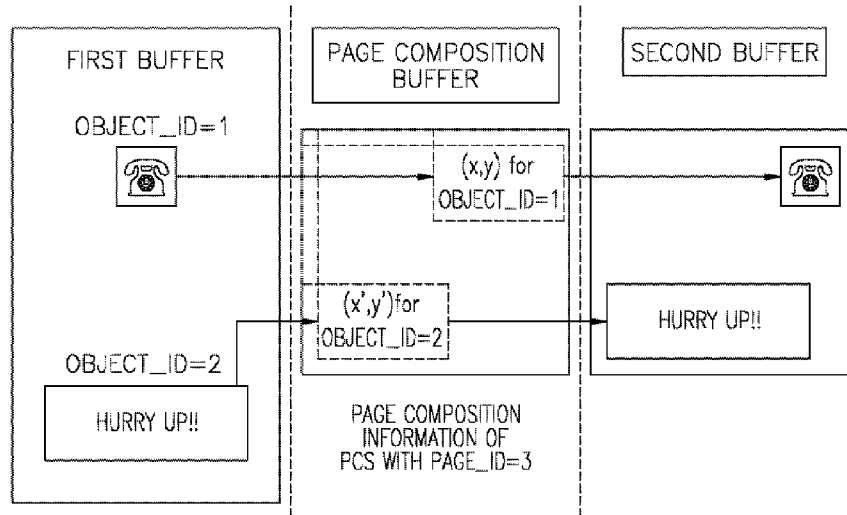 FIRST BUFFER
OBJECT_ID=1
OBJECT_ID=2
HURRY UP!!
PAGE COMPOSITION
BUFFER
(x,y) for
OBJECT_ID=1
(x',y')for
OBJECT_ID=2
PAGE COMPOSITION
INFORMATION OF
PCS WITH PAGE_ID=3
SECOND BUFFER
HURRY UP!!